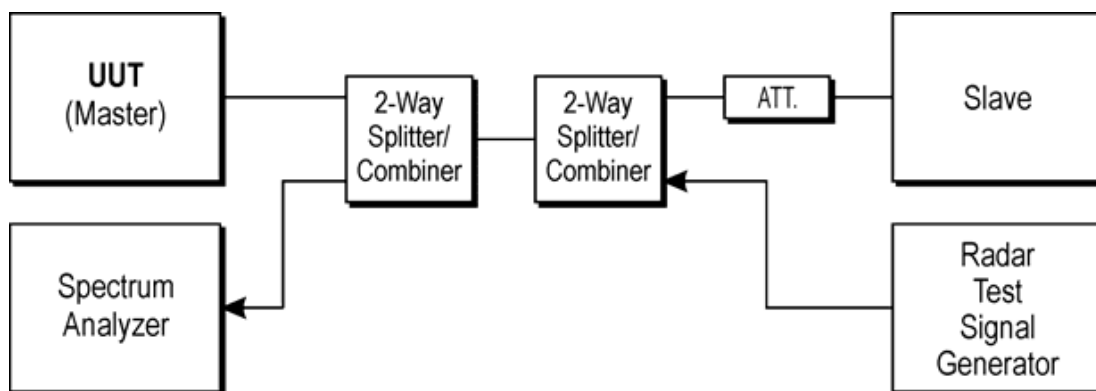 UUT
(Master)
2-Way
Splitter/
Combiner
2-Way
Splitter/
Combiner
ATT.
Slave
Spectrum
Analyzer
Radar
Test
Signal
Generator